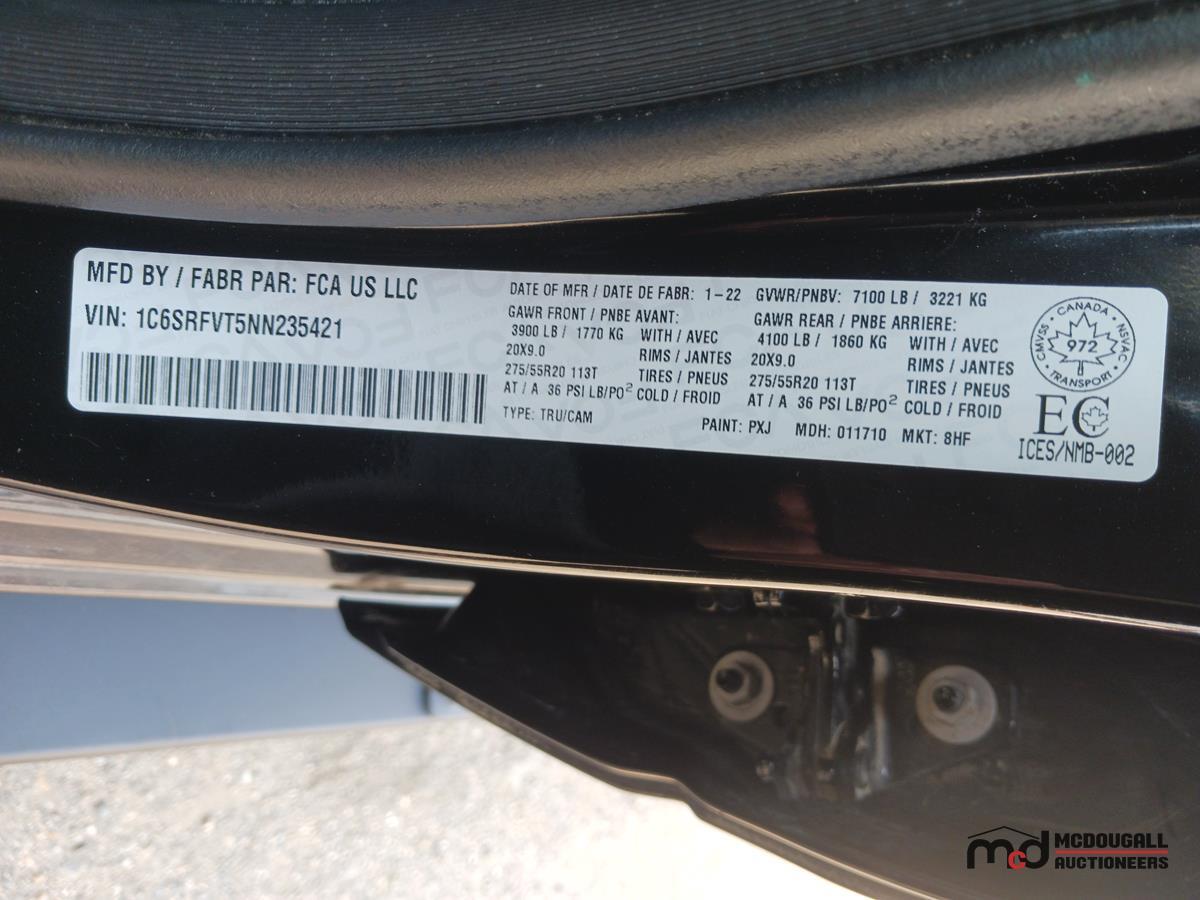 MFD BY / FABR PAR: FCA US LLC
VIN: 1C6SRFVT5NN235421
DATE OF MFR / DATE DE FABR: 1-22 GVWR/PNBV: 7100 LB / 3221 KG
GAWR FRONT / PNBE AVANT:
3900 LB / 1770 KG WITH / AVEC
20X9.0 RIMS / JANTES
275/55R20 113T TIRES / PNEUS
AT / A 36 PSI LB/PO² COLD / FROID
GAWR REAR / PNBE ARRIERE:
4100 LB / 1860 KG WITH / AVEC
20X9.0 RIMS / JANTES
275/55R20 113T TIRES / PNEUS
AT / A 36 PSI LB/PO² COLD / FROID
TYPE: TRU/CAM PAINT: PXJ MDH: 011710 MKT: 8HF
CANADA
CMVSS 972 NSVAC
TRANSPORT
EC
ICES/NMB-002
mcd MCDOUGALL
AUCTIONEERS